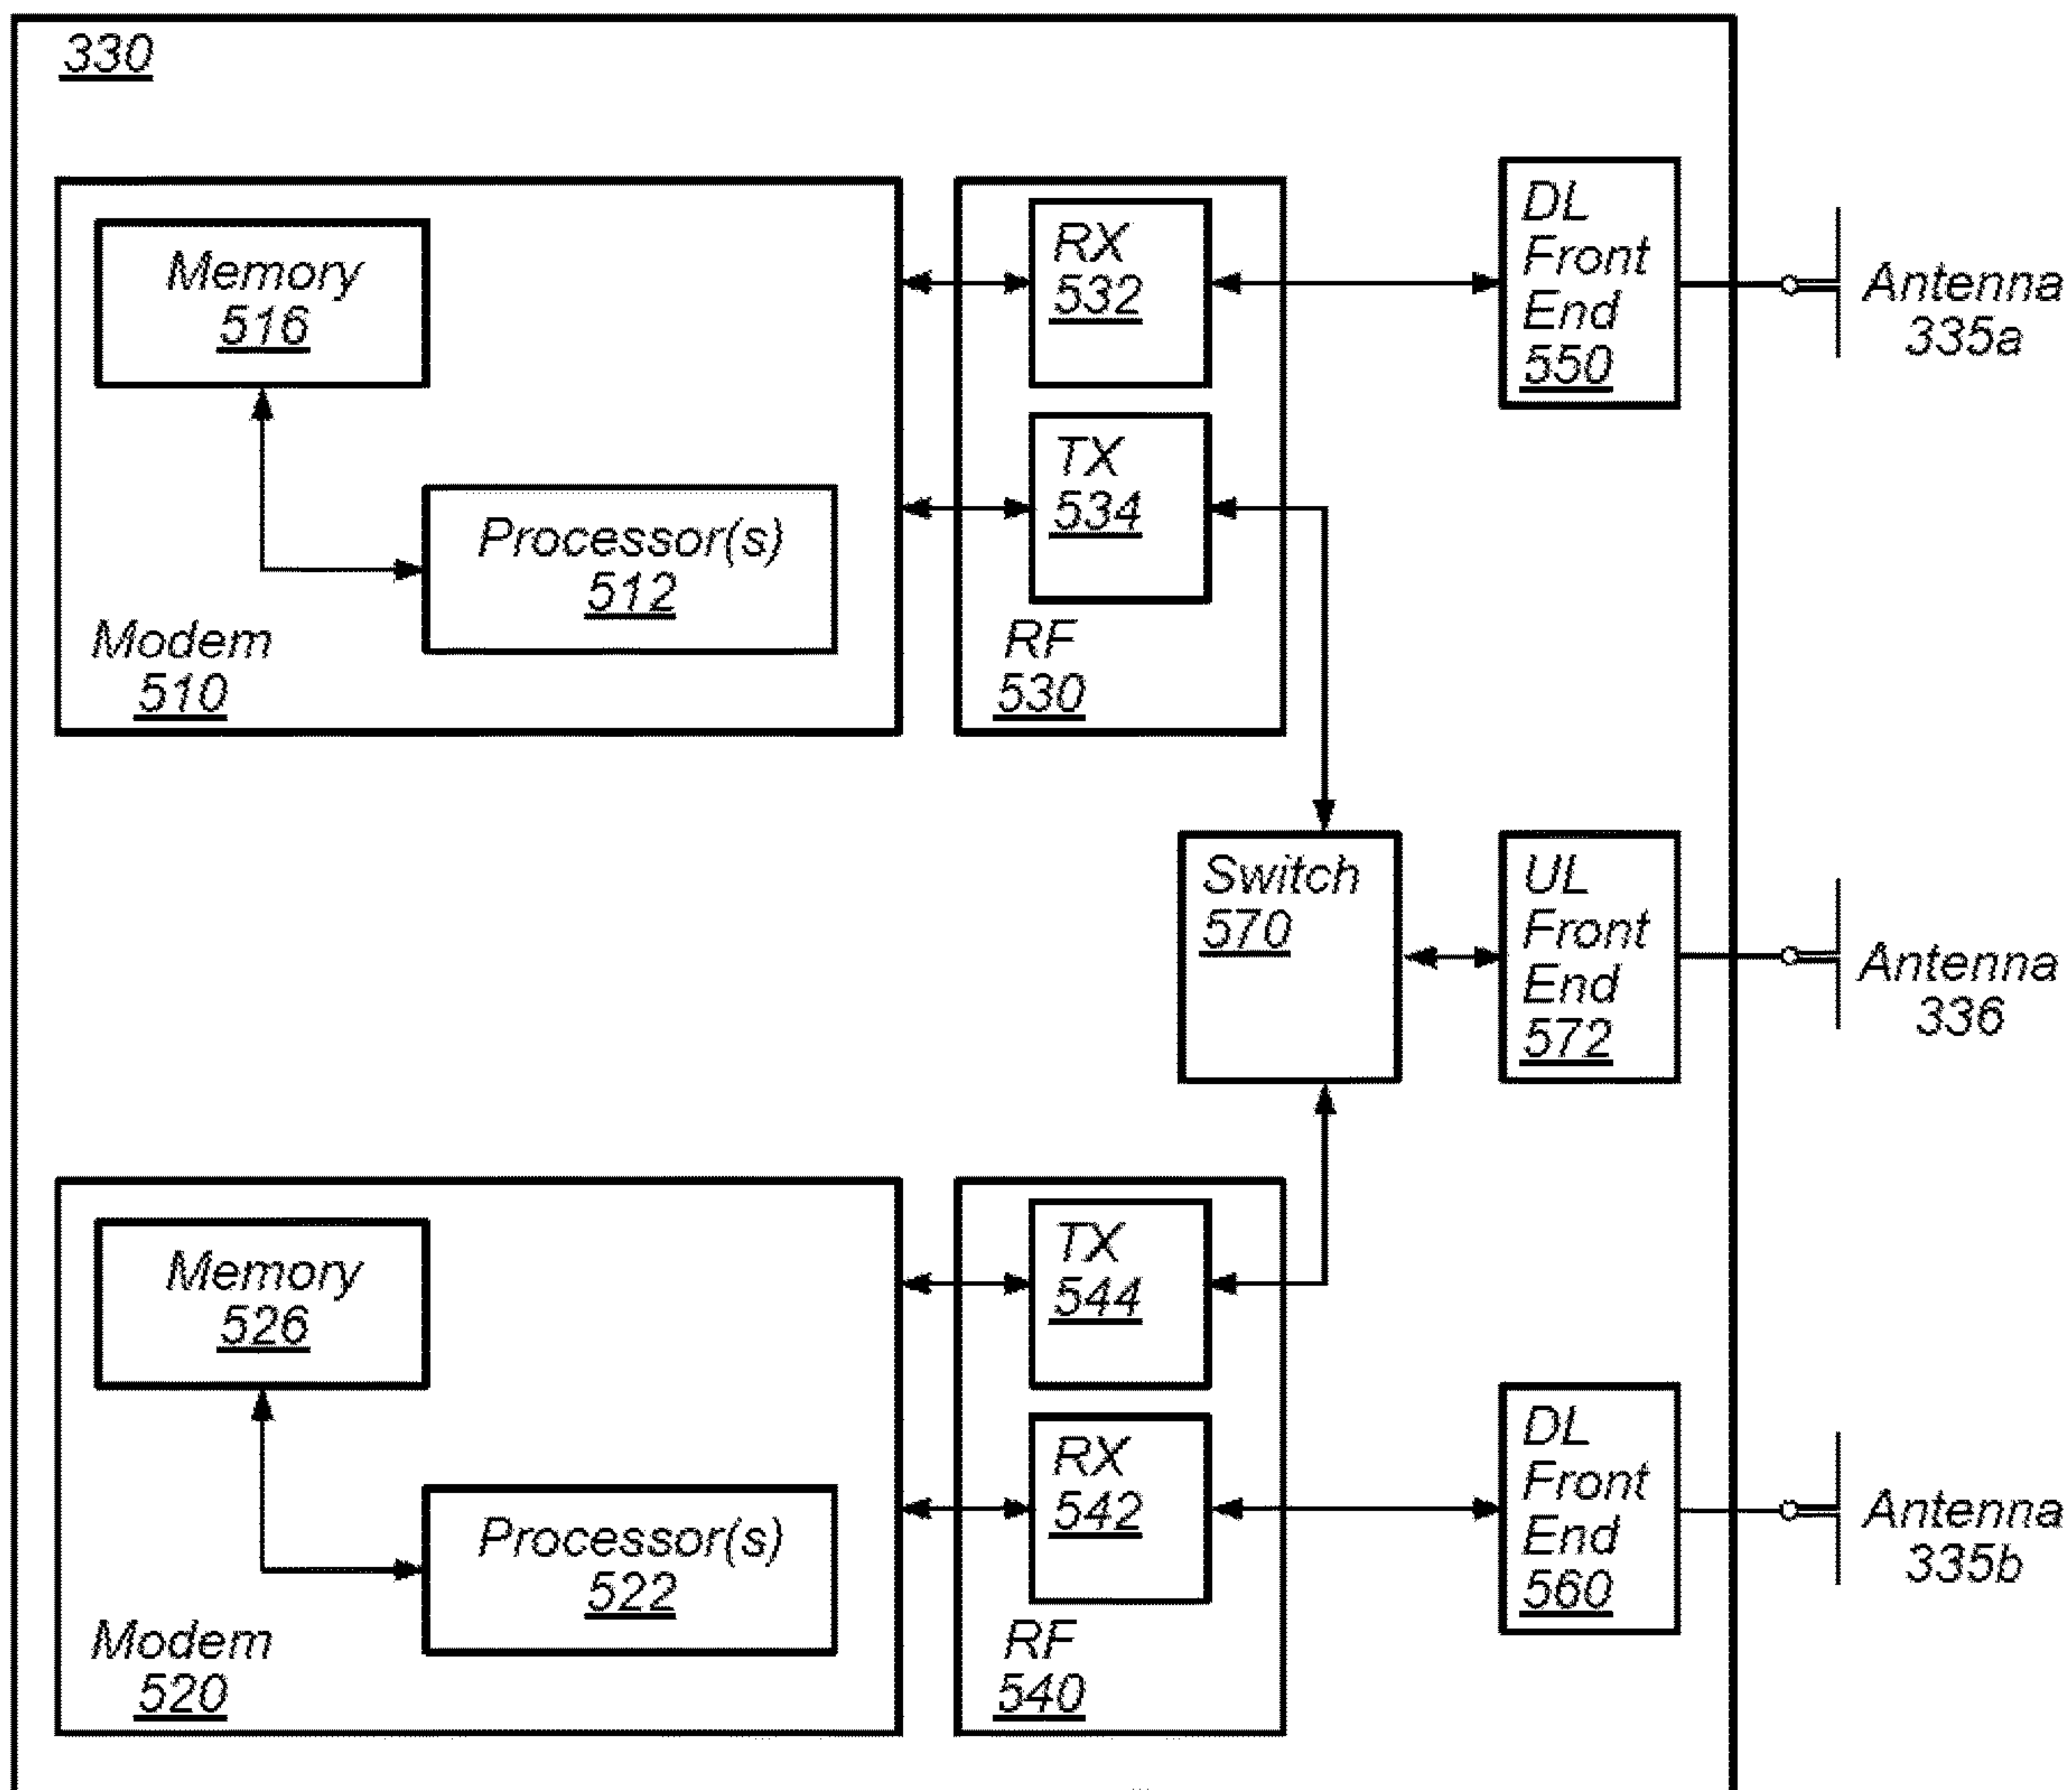 330
Memory
516
Processor(s)
512
Modem
510
RX
532
TX
534
RF
530
DL
Front
End
550
Antenna
335a
Switch
570
UL
Front
End
572
Antenna
336
Memory
526
Processor(s)
522
Modem
520
TX
544
RX
542
RF
540
DL
Front
End
560
Antenna
335b